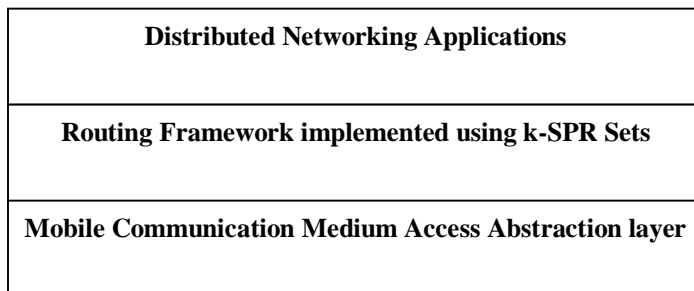 Distributed Networking Applications
Routing Framework implemented using k-SPR Sets
Mobile Communication Medium Access Abstraction layer